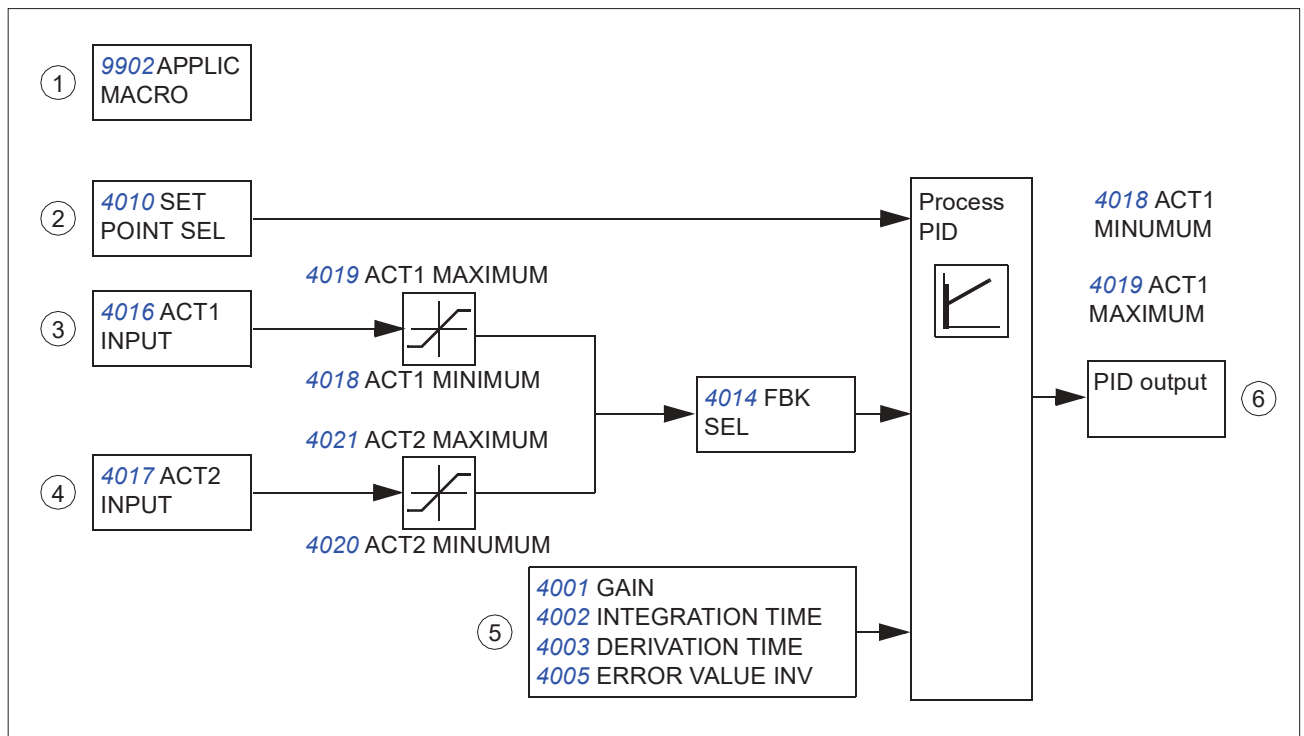 1
9902 APPLIC
MACRO
2
4010 SET
POINT SEL
Process
PID
4018 ACT1
MINUMUM
4019 ACT1 MAXIMUM
4019 ACT1
MAXIMUM
3
4016 ACT1
INPUT
4018 ACT1 MINIMUM
4014 FBK
SEL
PID output
6
4021 ACT2 MAXIMUM
4
4017 ACT2
INPUT
4020 ACT2 MINUMUM
5
4001 GAIN
4002 INTEGRATION TIME
4003 DERIVATION TIME
4005 ERROR VALUE INV